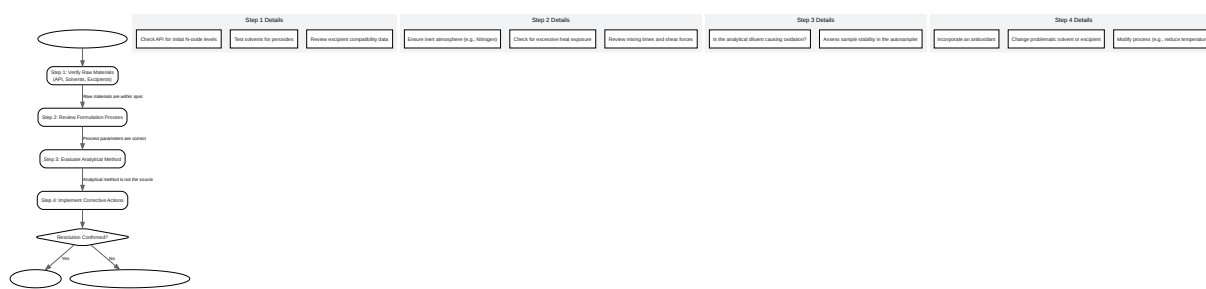 Step 1 Details
Check API for initial N-oxide levels
Test solvents for peroxides
Review excipient compatibility data
Step 2 Details
Ensure inert atmosphere (e.g., Nitrogen)
Check for excessive heat exposure
Review mixing times and shear forces
Step 3 Details
Is the analytical diluent causing oxidation?
Assess sample stability in the autosampler
Step 4 Details
Incorporate an antioxidant
Change problematic solvent or excipient
Modify process (e.g., reduce temperatur
Step 1: Verify Raw Materials
(API, Solvents, Excipients)
Raw materials are within spec
Step 2: Review Formulation Process
Process parameters are correct
Step 3: Evaluate Analytical Method
Analytical method is not the source
Step 4: Implement Corrective Actions
Resolution Confirmed?
Yes
No